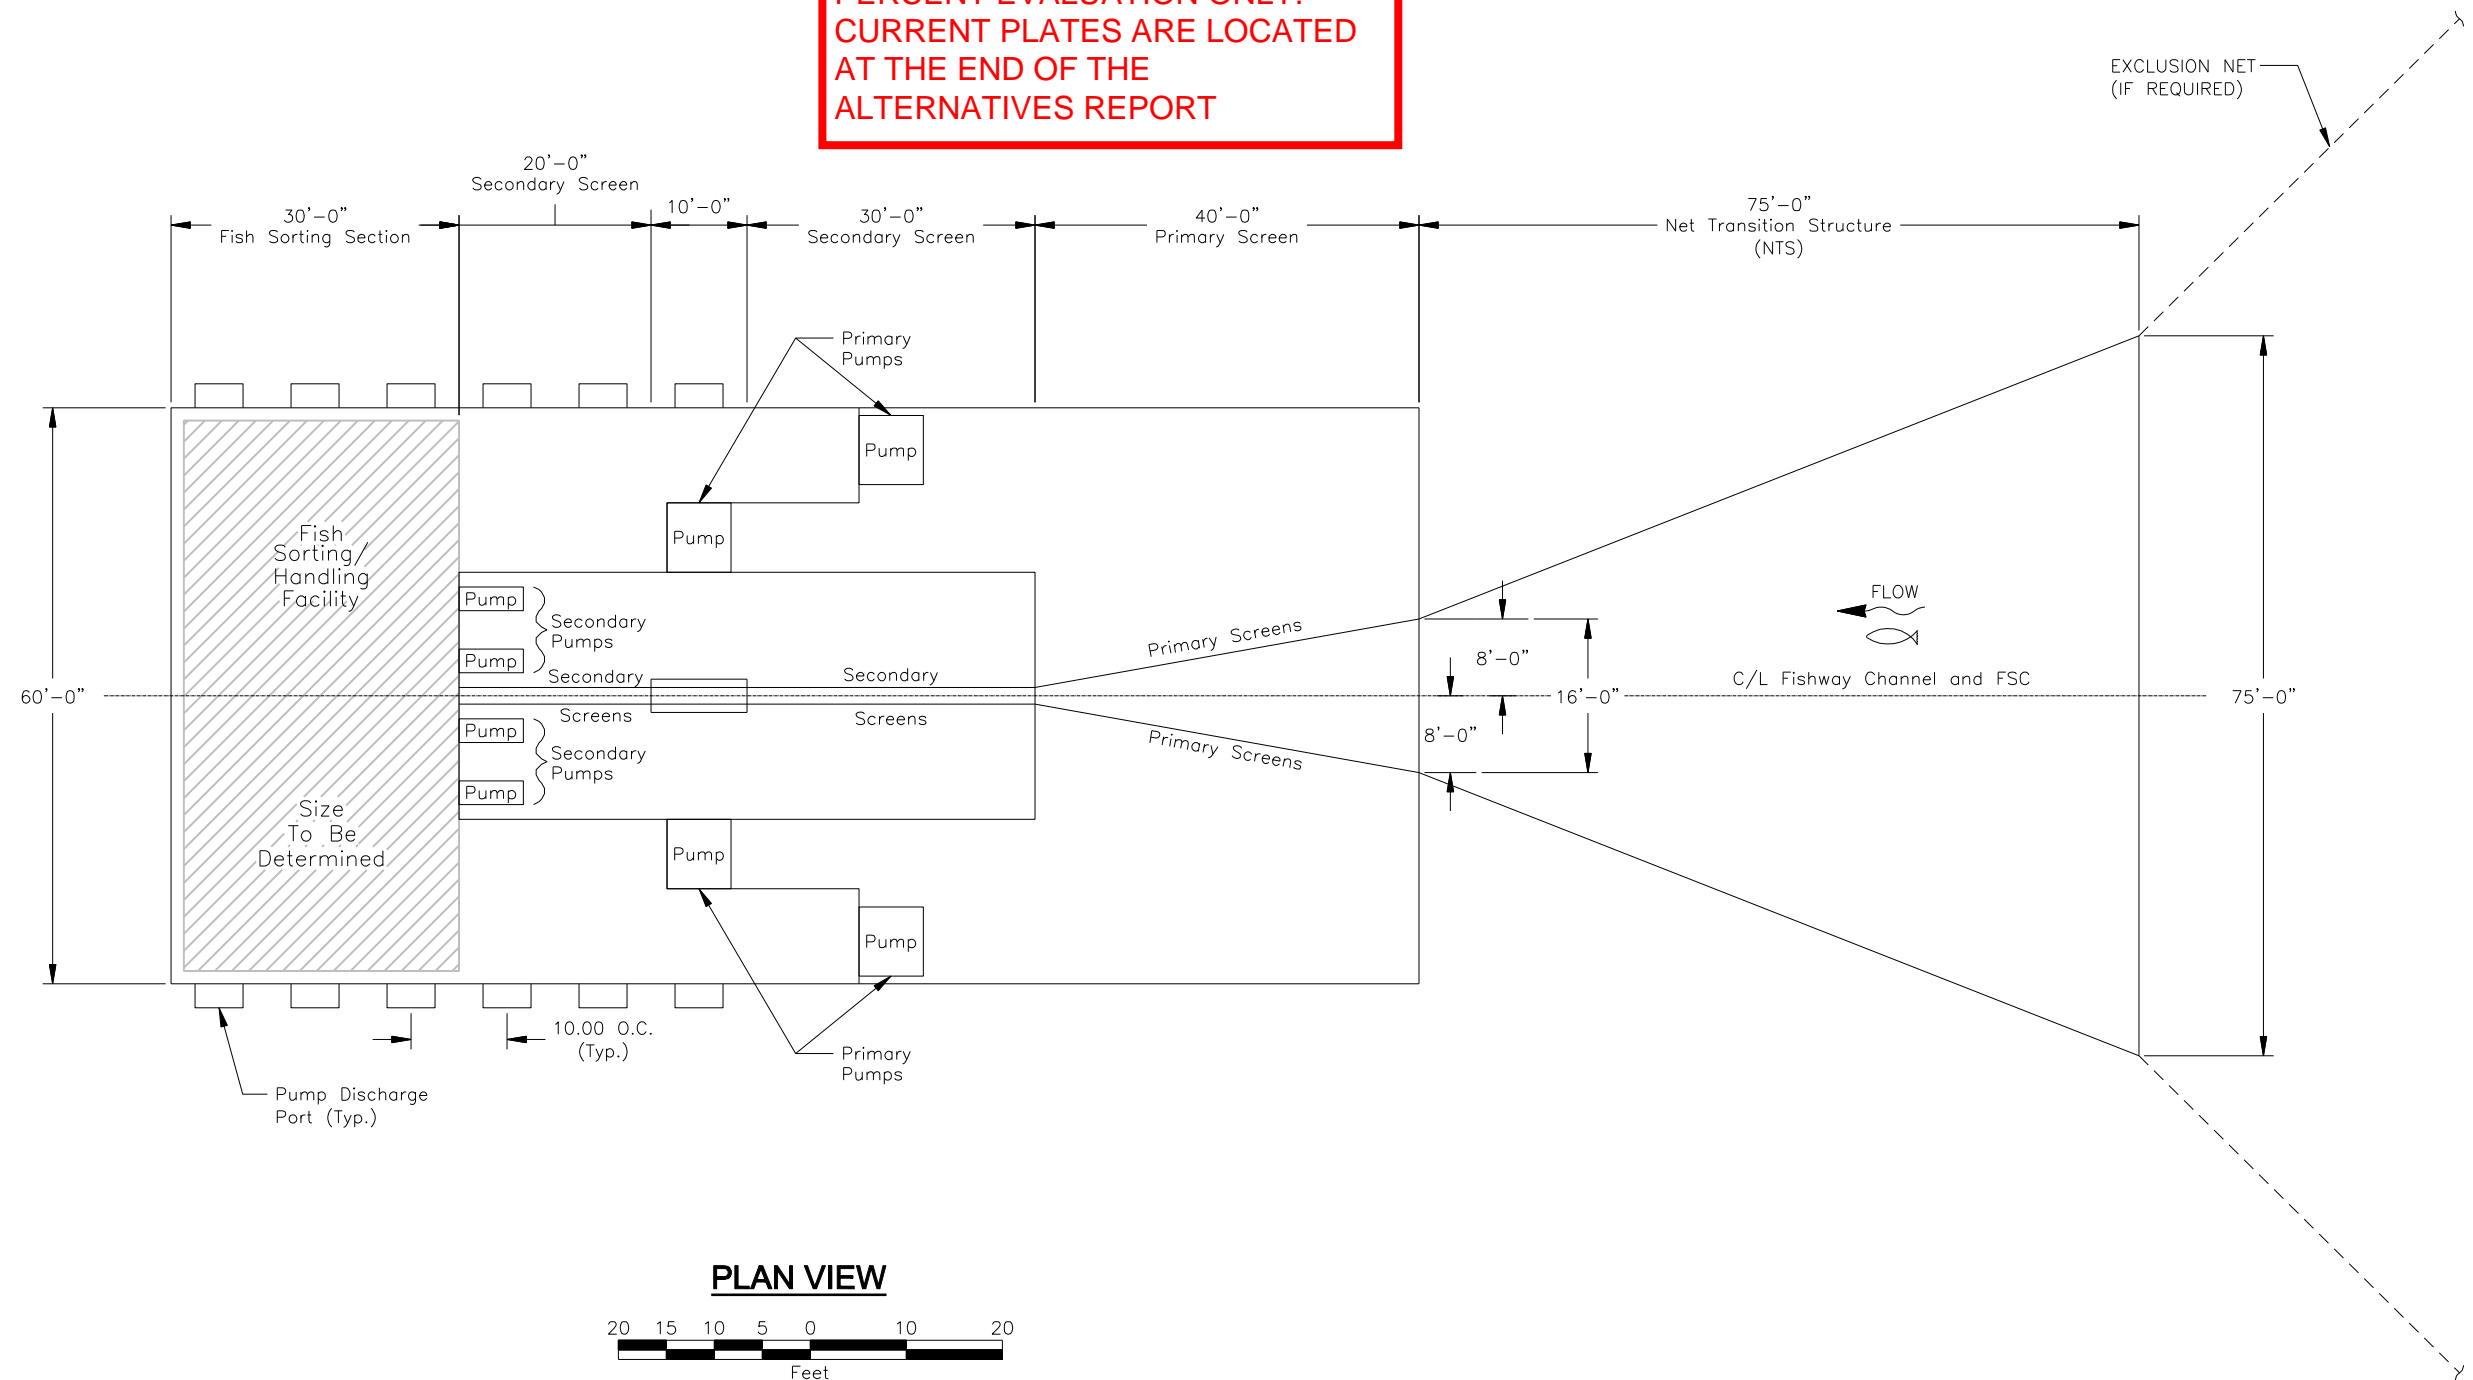 PERCENT EVALUATION ONLY.
CURRENT PLATES ARE LOCATED
AT THE END OF THE
ALTERNATIVES REPORT
EXCLUSION NET
(IF REQUIRED)
20'-0"
Secondary Screen
30'-0"
Fish Sorting Section
10'-0"
30'-0"
Secondary Screen
40'-0"
Primary Screen
75'-0"
Net Transition Structure
(NTS)
Primary
Pumps
Pump
Pump
Fish
Sorting/
Handling
Facility
Pump
Secondary
Pumps
Pump
Secondary
Secondary
Primary Screens
FLOW
8'-0"
C/L Fishway Channel and FSC
60'-0"
16'-0"
75'-0"
Screens
Screens
Pump
Secondary
Pumps
Pump
Primary Screens
8'-0"
Size
To Be
Determined
Pump
Pump
10.00 O.C.
(Typ.)
Primary
Pumps
Pump Discharge
Port (Typ.)
PLAN VIEW
20 15 10 5 0 10 20
Feet